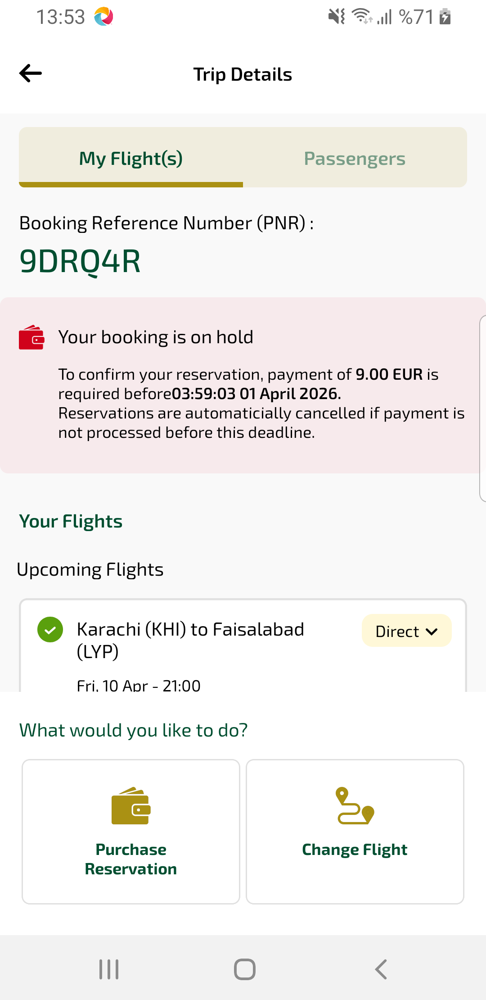 13:53
%71
Trip Details
My Flight(s)
Passengers
Booking Reference Number (PNR) :
9DRQ4R
Your booking is on hold
To confirm your reservation, payment of 9.00 EUR is
required before03:59:03 01 April 2026.
Reservations are automaticially cancelled if payment is
not processed before this deadline.
Your Flights
Upcoming Flights
Karachi (KHI) to Faisalabad
(LYP)
Direct
Fri, 10 Apr - 21:00
What would you like to do?
Purchase
Reservation
Change Flight